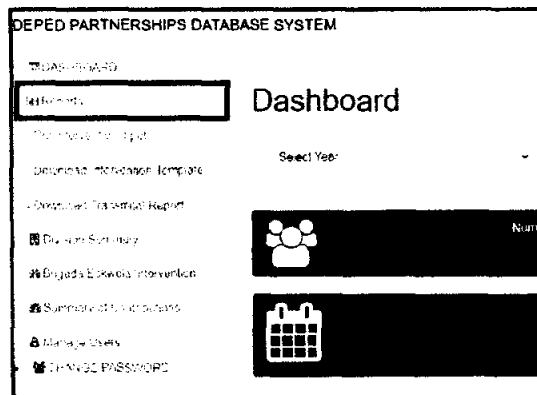 DEPED PARTNERSHIPS DATABASE SYSTEM
DASHBOARD
Reports
Download Intervention Template
Download Transmittal Report
Division Summary
Brigada Eskwela Intervention
Summary of
Manage Users
CHANGE PASSWORD
Dashboard
Select Year
Num